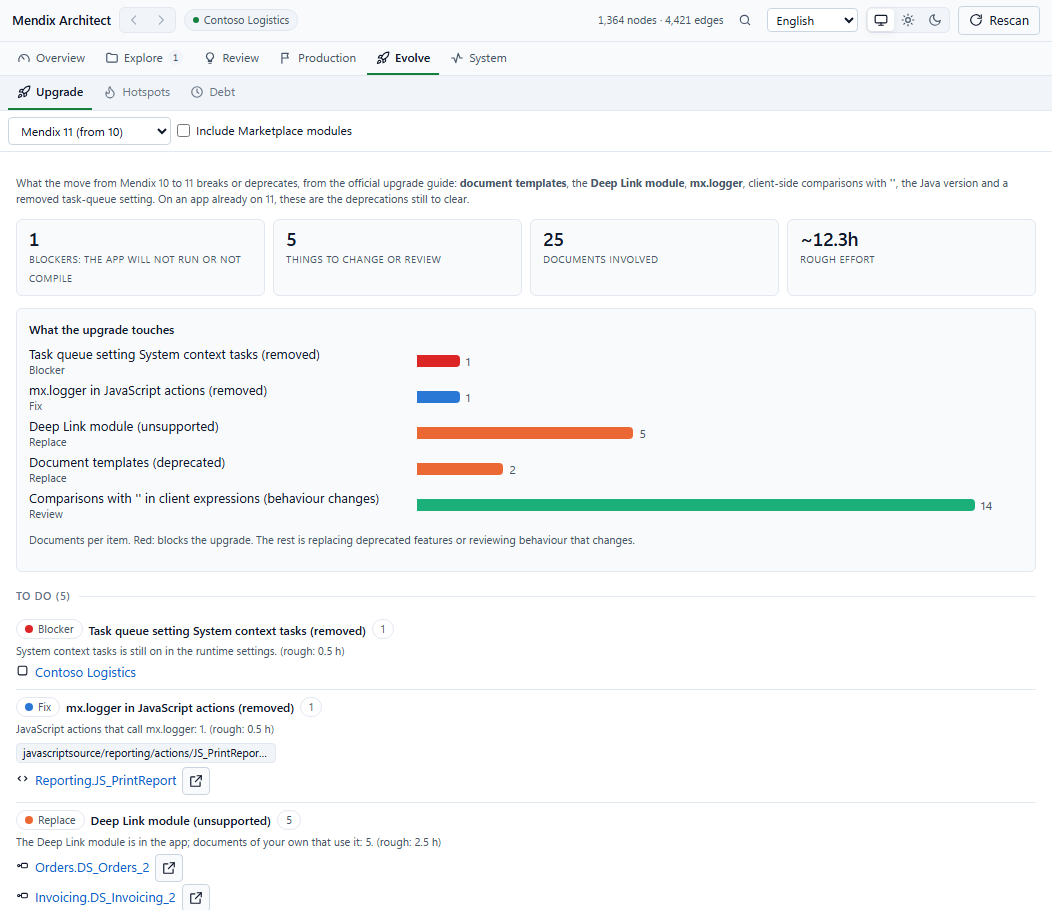 Mendix Architect
Contoso Logistics
1,364 nodes · 4,421 edges
English
Rescan
Overview
Explore 1
Review
Production
Evolve
System
Upgrade
Hotspots
Debt
Mendix 11 (from 10)
Include Marketplace modules
What the move from Mendix 10 to 11 breaks or deprecates, from the official upgrade guide: document templates, the Deep Link module, mx.logger, client-side comparisons with '', the Java version and a
removed task-queue setting. On an app already on 11, these are the deprecations still to clear.
1
BLOCKERS: THE APP WILL NOT RUN OR NOT
COMPILE
5
THINGS TO CHANGE OR REVIEW
25
DOCUMENTS INVOLVED
~12.3h
ROUGH EFFORT
What the upgrade touches
Task queue setting System context tasks (removed)
Blocker
1
mx.logger in JavaScript actions (removed)
Fix
1
Deep Link module (unsupported)
Replace
5
Document templates (deprecated)
Replace
2
Comparisons with '' in client expressions (behaviour changes)
Review
14
Documents per item. Red: blocks the upgrade. The rest is replacing deprecated features or reviewing behaviour that changes.
TO DO (5)
Blocker Task queue setting System context tasks (removed) 1
System context tasks is still on in the runtime settings. (rough: 0.5 h)
Contoso Logistics
Fix mx.logger in JavaScript actions (removed) 1
JavaScript actions that call mx.logger: 1. (rough: 0.5 h)
javascriptsource/reporting/actions/JS_PrintRepor...
Reporting.JS_PrintReport
Replace Deep Link module (unsupported) 5
The Deep Link module is in the app; documents of your own that use it: 5. (rough: 2.5 h)
Orders.DS_Orders_2
Invoicing.DS_Invoicing_2